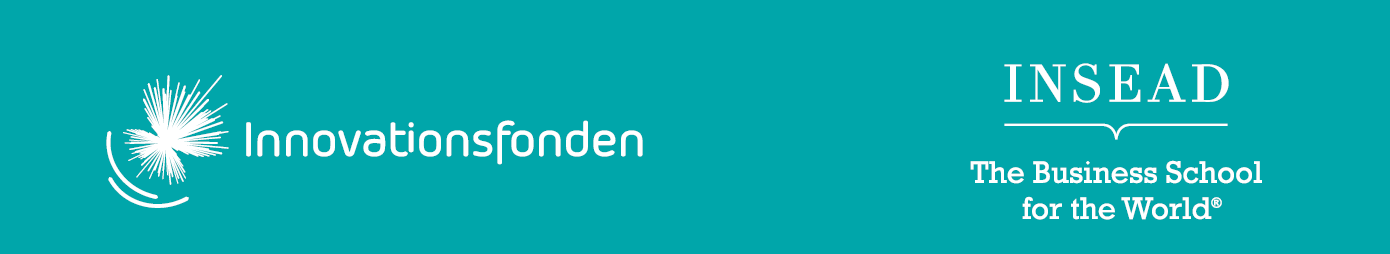 Innovationsfonden
INSEAD
The Business School
for the World®